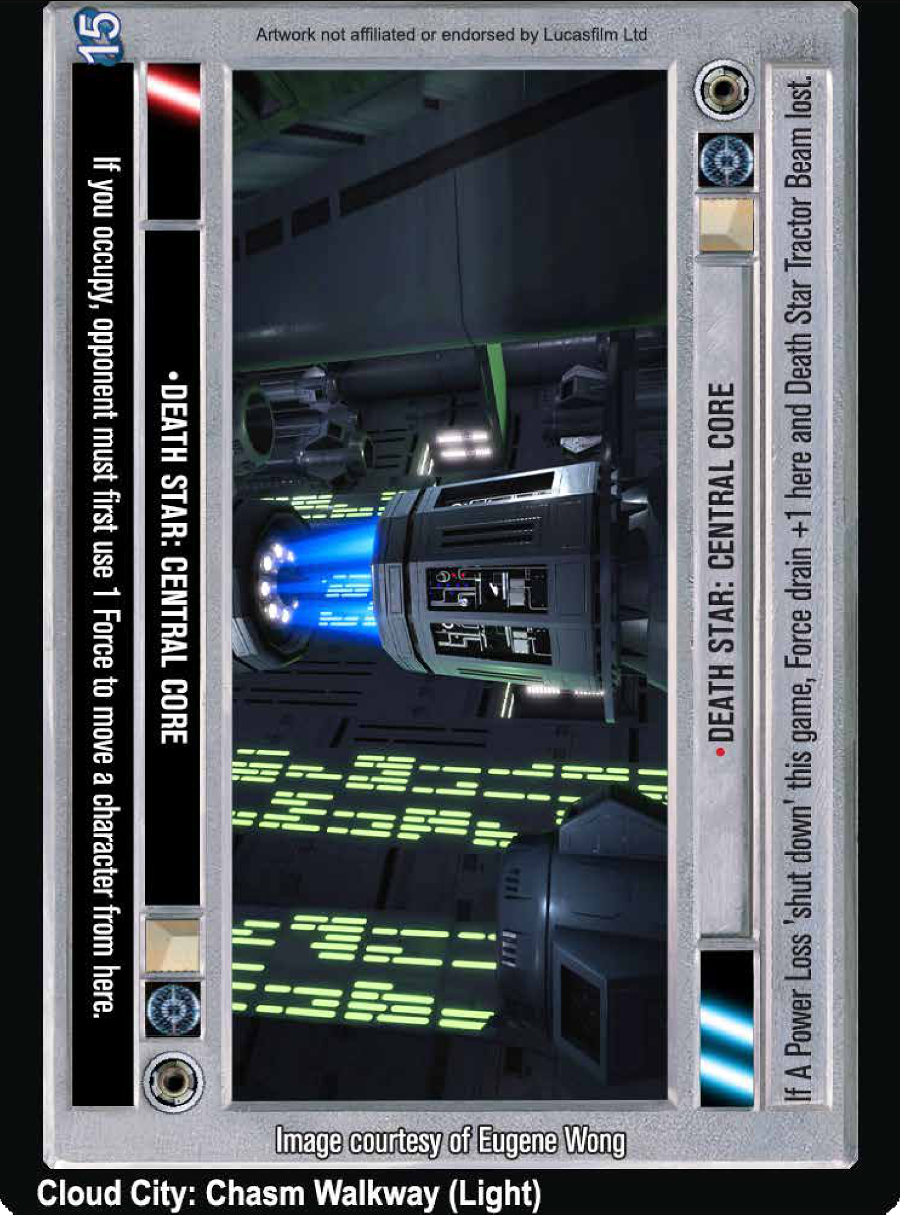 15
Artwork not affiliated or endorsed by Lucasfilm Ltd
If you occupy, opponent must first use 1 Force to move a character from here.
•DEATH STAR: CENTRAL CORE
•DEATH STAR: CENTRAL CORE
If A Power Loss 'shut down' this game, Force drain +1 here and Death Star Tractor Beam lost.
Image courtesy of Eugene Wong
Cloud City: Chasm Walkway (Light)